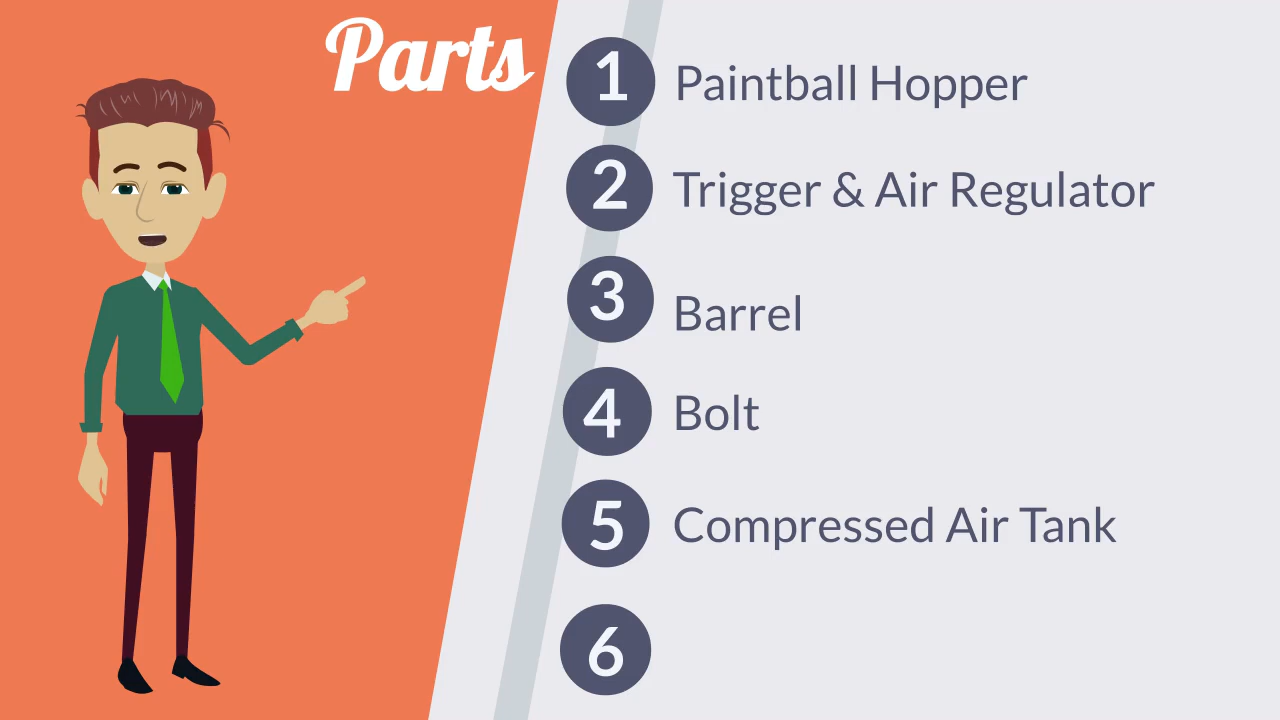 Parts
1 Paintball Hopper
2 Trigger & Air Regulator
3 Barrel
4 Bolt
5 Compressed Air Tank
6